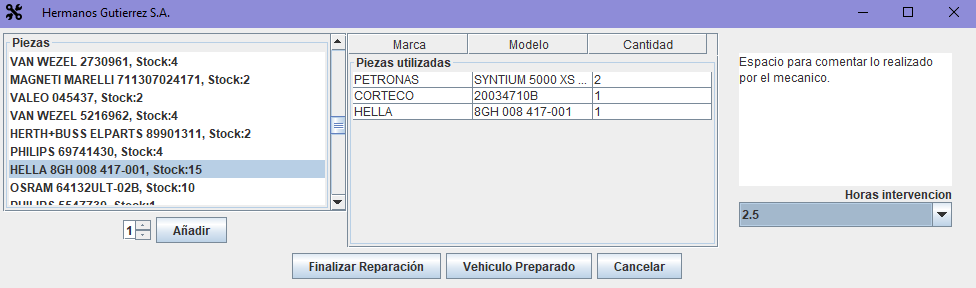 Hermanos Gutierrez S.A.
Piezas
VAN WEZEL 2730961, Stock:4
MAGNETI MARELLI 711307024171, Stock:2
VALEO 045437, Stock:2
VAN WEZEL 5216962, Stock:4
HERTH+BUSS ELPARTS 89901311, Stock:2
PHILIPS 69741430, Stock:4
HELLA 8GH 008 417-001, Stock:15
OSRAM 64132ULT-02B, Stock:10
PHILIPS 5547730, Stock:1
1
Añadir
Marca Modelo Cantidad
Piezas utilizadas
PETRONAS SYNTIUM 5000 XS ... 2
CORTECO 20034710B 1
HELLA 8GH 008 417-001 1
Espacio para comentar lo realizado
por el mecanico.
Horas intervencion
2.5
Finalizar Reparación Vehiculo Preparado Cancelar